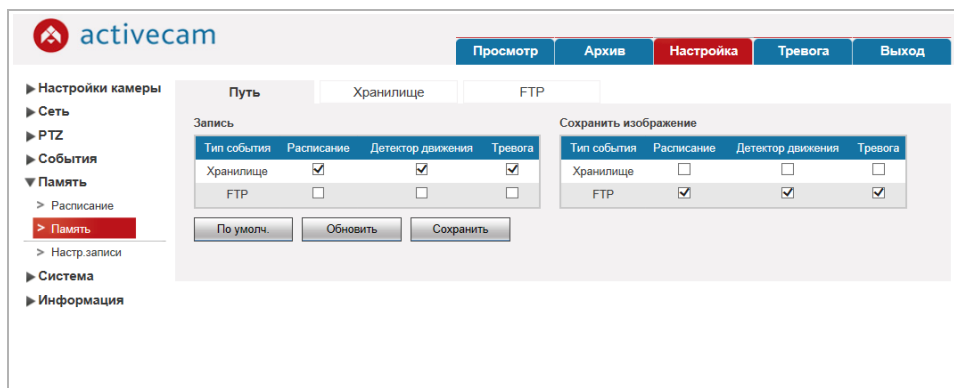 activecam
Просмотр Архив Настройка Тревога Выход
Настройки камеры
Сеть
PTZ
События
Память
> Расписание
> Память
> Настр.записи
Система
Информация
Путь Хранилище FTP
Запись
Тип события Расписание Детектор движения Тревога
Хранилище
FTP
Сохранить изображение
Тип события Расписание Детектор движения Тревога
Хранилище
FTP
По умолч. Обновить Сохранить